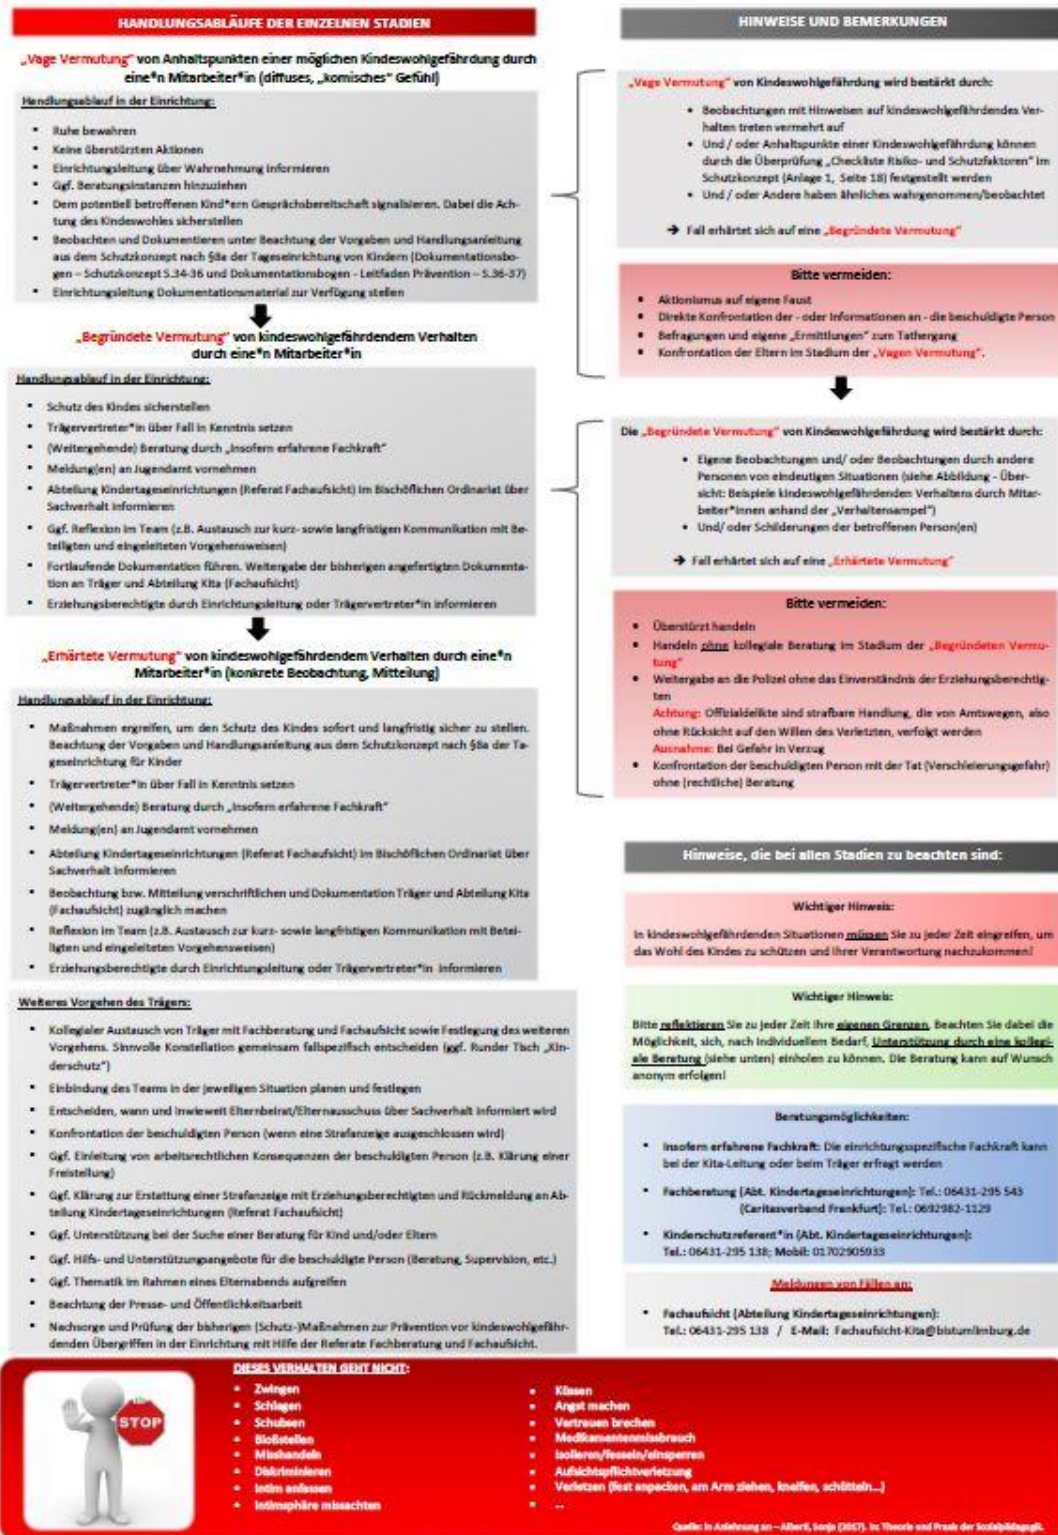 HANDLUNGSABLÄUFE DER EINZELNEN STADIEN
„Vage Vermutung" von Anhaltspunkten einer möglichen Kindeswohlgefährdung durch
eine*n Mitarbeiter*in (diffuses, „komisches" Gefühl)
Handlungsablauf in der Einrichtung:
▪ Ruhe bewahren
▪ Keine überstürzten Aktionen
▪ Einrichtungsleitung über Wahrnehmung informieren
▪ Ggf. Beratungsinstanzen hinzuziehen
▪ Dem potentiell betroffenen Kind*ern Gesprächsbereitschaft signalisieren. Dabei die Ach-
tung des Kindeswohles sicherstellen
▪ Beobachten und Dokumentieren unter Beachtung der Vorgaben und Handlungsanleitung
aus dem Schutzkonzept nach §8a der Tageseinrichtung von Kindern (Dokumentationsbo-
gen – Schutzkonzept S.34-36 und Dokumentationsbogen - Leitfaden Prävention – S.36-37)
▪ Einrichtungsleitung Dokumentationsmaterial zur Verfügung stellen
„Begründete Vermutung" von kindeswohlgefährdendem Verhalten
durch eine*n Mitarbeiter*in
Handlungsablauf in der Einrichtung:
▪ Schutz des Kindes sicherstellen
▪ Trägervertreter*in über Fall in Kenntnis setzen
▪ (Weitergehende) Beratung durch „Insofern erfahrene Fachkraft"
▪ Meldung(en) an Jugendamt vornehmen
▪ Abteilung Kindertageseinrichtungen (Referat Fachaufsicht) im Bischöflichen Ordinariat über
Sachverhalt informieren
▪ Ggf. Reflexion im Team (z.B. Austausch zur kurz- sowie langfristigen Kommunikation mit Be-
teiligten und eingeleiteten Vorgehensweisen)
▪ Fortlaufende Dokumentation führen. Weitergabe der bisherigen angefertigten Dokumenta-
tion an Träger und Abteilung Kita (Fachaufsicht)
▪ Erziehungsberechtigte durch Einrichtungsleitung oder Trägervertreter*in informieren
„Erhärtete Vermutung" von kindeswohlgefährdendem Verhalten durch eine*n
Mitarbeiter*in (konkrete Beobachtung, Mitteilung)
Handlungsablauf in der Einrichtung:
▪ Maßnahmen ergreifen, um den Schutz des Kindes sofort und langfristig sicher zu stellen.
Beachtung der Vorgaben und Handlungsanleitung aus dem Schutzkonzept nach §8a der Ta-
geseinrichtung für Kinder
▪ Trägervertreter*in über Fall in Kenntnis setzen
▪ (Weitergehende) Beratung durch „Insofern erfahrene Fachkraft"
▪ Meldung(en) an Jugendamt vornehmen
▪ Abteilung Kindertageseinrichtungen (Referat Fachaufsicht) im Bischöflichen Ordinariat über
Sachverhalt informieren
▪ Beobachtung bzw. Mitteilung verschriftlichen und Dokumentation Träger und Abteilung Kita
(Fachaufsicht) zugänglich machen
▪ Reflexion im Team (z.B. Austausch zur kurz- sowie langfristigen Kommunikation mit Betei-
ligten und eingeleiteten Vorgehensweisen)
▪ Erziehungsberechtigte durch Einrichtungsleitung oder Trägervertreter*in informieren
Weiteres Vorgehen des Trägers:
▪ Kollegialer Austausch von Träger mit Fachberatung und Fachaufsicht sowie Festlegung des weiteren
Vorgehens. Sinnvolle Konstellation gemeinsam fallspezifisch entscheiden (ggf. Runder Tisch „Kin-
derschutz")
▪ Einbindung des Teams in der jeweiligen Situation planen und festlegen
▪ Entscheiden, wann und inwieweit Elternbeirat/Elternausschuss über Sachverhalt informiert wird
▪ Konfrontation der beschuldigten Person (wenn eine Strafanzeige ausgeschlossen wird)
▪ Ggf. Einleitung von arbeitsrechtlichen Konsequenzen der beschuldigten Person (z.B. Klärung einer
Freistellung)
▪ Ggf. Klärung zur Erstattung einer Strafanzeige mit Erziehungsberechtigten und Rückmeldung an Ab-
teilung Kindertageseinrichtungen (Referat Fachaufsicht)
▪ Ggf. Unterstützung bei der Suche einer Beratung für Kind und/oder Eltern
▪ Ggf. Hilfs- und Unterstützungsangebote für die beschuldigte Person (Beratung, Supervision, etc.)
▪ Ggf. Thematik im Rahmen eines Elternabends aufgreifen
▪ Beachtung der Presse- und Öffentlichkeitsarbeit
▪ Nachsorge und Prüfung der bisherigen (Schutz-)Maßnahmen zur Prävention vor kindeswohlgefähr-
denden Übergriffen in der Einrichtung mit Hilfe der Referate Fachberatung und Fachaufsicht.
HINWEISE UND BEMERKUNGEN
„Vage Vermutung" von Kindeswohlgefährdung wird bestärkt durch:
• Beobachtungen mit Hinweisen auf kindeswohlgefährdendes Ver-
halten treten vermehrt auf
• Und / oder Anhaltspunkte einer Kindeswohlgefährdung können
durch die Überprüfung „Checkliste Risiko- und Schutzfaktoren" im
Schutzkonzept (Anlage 1, Seite 18) festgestellt werden
• Und / oder Andere haben ähnliches wahrgenommen/beobachtet
➔ Fall erhärtet sich auf eine „Begründete Vermutung"
Bitte vermeiden:
• Aktionismus auf eigene Faust
• Direkte Konfrontation der - oder Informationen an - die beschuldigte Person
• Befragungen und eigene „Ermittlungen" zum Tathergang
• Konfrontation der Eltern im Stadium der „Vagen Vermutung".
Die „Begründete Vermutung" von Kindeswohlgefährdung wird bestärkt durch:
• Eigene Beobachtungen und/ oder Beobachtungen durch andere
Personen von eindeutigen Situationen (siehe Abbildung - Über-
sicht: Beispiele kindeswohlgefährdenden Verhaltens durch Mitar-
beiter*innen anhand der „Verhaltensampel")
• Und/ oder Schilderungen der betroffenen Person(en)
➔ Fall erhärtet sich auf eine „Erhärtete Vermutung"
Bitte vermeiden:
• Überstürzt handeln
• Handeln ohne kollegiale Beratung im Stadium der „Begründeten Vermu-
tung"
• Weitergabe an die Polizei ohne das Einverständnis der Erziehungsberechtig-
ten
Achtung: Offizialdelikte sind strafbare Handlung, die von Amtswegen, also
ohne Rücksicht auf den Willen des Verletzten, verfolgt werden
Ausnahme: Bei Gefahr in Verzug
• Konfrontation der beschuldigten Person mit der Tat (Verschleierungsgefahr)
ohne (rechtliche) Beratung
Hinweise, die bei allen Stadien zu beachten sind:
Wichtiger Hinweis:
In kindeswohlgefährdenden Situationen müssen Sie zu jeder Zeit eingreifen, um
das Wohl des Kindes zu schützen und Ihrer Verantwortung nachzukommen!
Wichtiger Hinweis:
Bitte reflektieren Sie zu jeder Zeit Ihre eigenen Grenzen. Beachten Sie dabei die
Möglichkeit, sich, nach individuellem Bedarf, Unterstützung durch eine kollegi-
ale Beratung (siehe unten) einholen zu können. Die Beratung kann auf Wunsch
anonym erfolgen!
Beratungsmöglichkeiten:
▪ Insofern erfahrene Fachkraft: Die einrichtungsspezifische Fachkraft kann
bei der Kita-Leitung oder beim Träger erfragt werden
▪ Fachberatung (Abt. Kindertageseinrichtungen): Tel.: 06431-295 543
(Caritasverband Frankfurt): Tel.: 0692982-1129
▪ Kinderschutzreferent*in (Abt. Kindertageseinrichtungen):
Tel.: 06431-295 138; Mobil: 01702905933
Meldungen von Fällen an:
▪ Fachaufsicht (Abteilung Kindertageseinrichtungen):
Tel.: 06431-295 138 / E-Mail: Fachaufsicht-Kita@bistumlimburg.de
STOP
DIESES VERHALTEN GEHT NICHT:
• Zwingen
• Schlagen
• Schubsen
• Bloßstellen
• Misshandeln
• Diskriminieren
• Intim anfassen
• Intimsphäre missachten
▪ Küssen
▪ Angst machen
▪ Vertrauen brechen
▪ Medikamentenmissbrauch
▪ Isolieren/fesseln/einsperren
▪ Aufsichtspflichtverletzung
▪ Verletzen (fest anpacken, am Arm ziehen, kneifen, schütteln...)
▪ ...
Quelle: In Anlehnung an – Alberti, Sonja (2017). In: Theorie und Praxis der Sozialpädagogik.